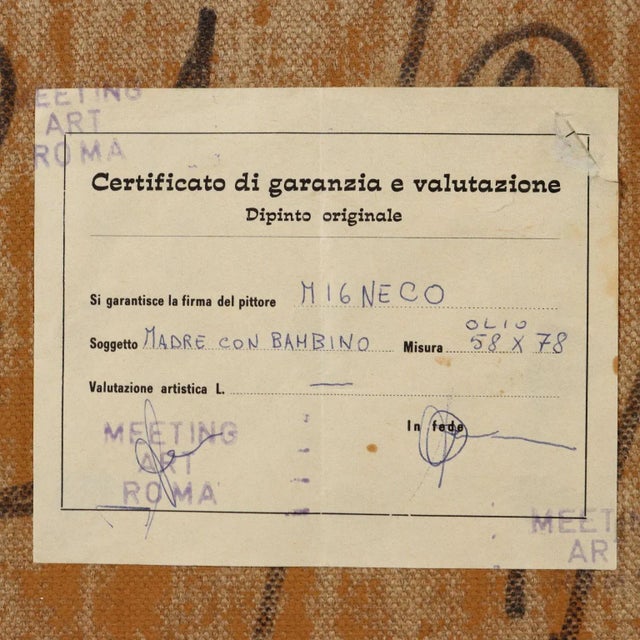 MEETING
ART
ROMA
Certificato di garanzia e valutazione
Dipinto originale
Si garantisce la firma del pittore MIGNECO
OLIO
Soggetto MADRE CON BAMBINO Misura 58 X 78
Valutazione artistica L. —
In fede
MEETING
ART
ROMA
MEET
AR